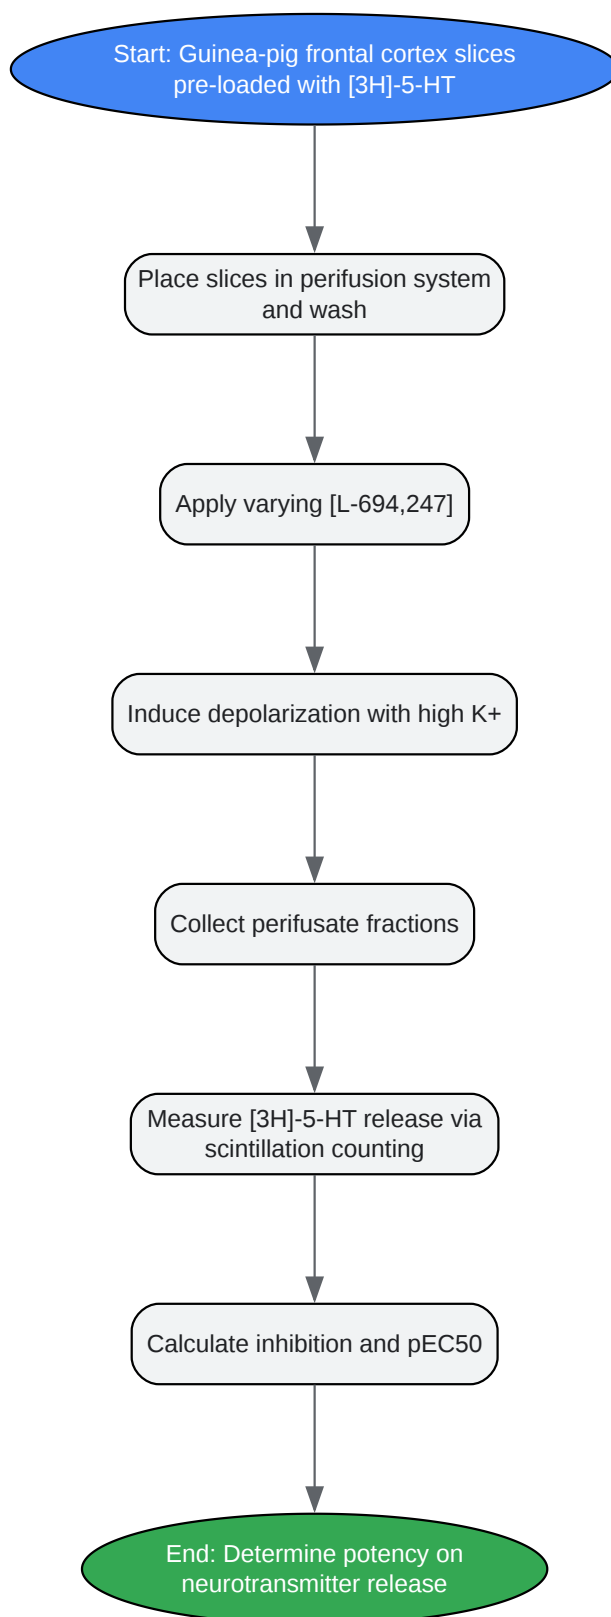 Start: Guinea-pig frontal cortex slices
pre-loaded with [3H]-5-HT
Place slices in perifusion system
and wash
Apply varying [L-694,247]
Induce depolarization with high K+
Collect perifusate fractions
Measure [3H]-5-HT release via
scintillation counting
Calculate inhibition and pEC50
End: Determine potency on
neurotransmitter release